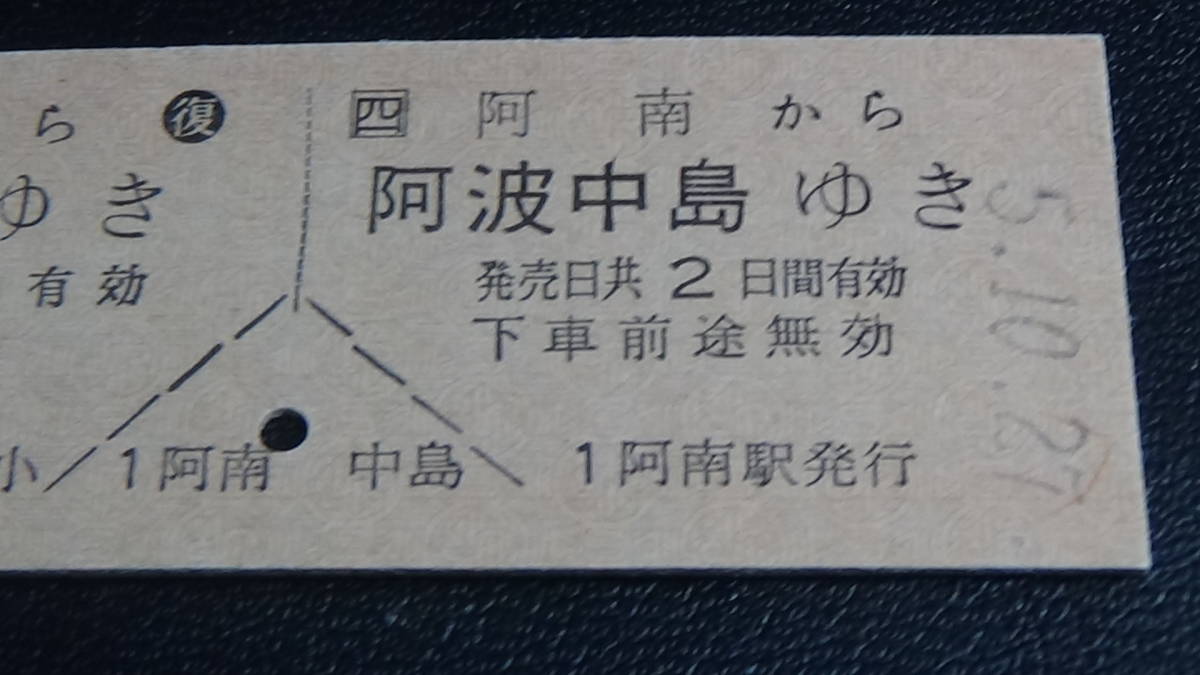 ら 復
ゆき
有効
小 1阿南
四 阿南から
阿波中島ゆき
発売日共2日間有効
下車前途無効
中島 1阿南駅発行
5.10.27